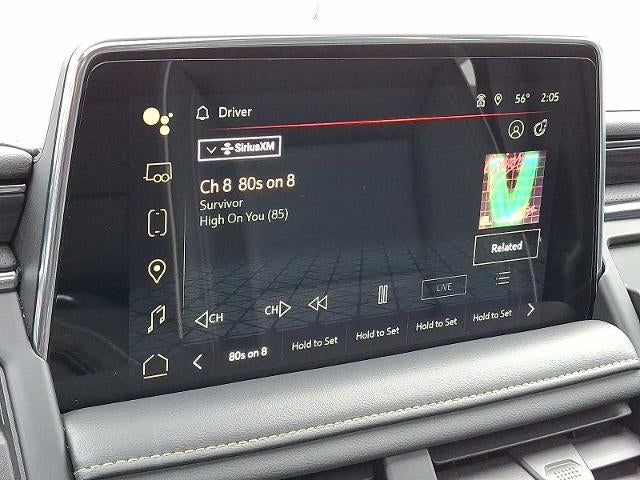 Driver
56° 2:05
SiriusXM
Ch 8 80s on 8
Survivor
High On You (85)
Related
CH
CH
LIVE
80s on 8
Hold to Set
Hold to Set
Hold to Set
Hold to Set